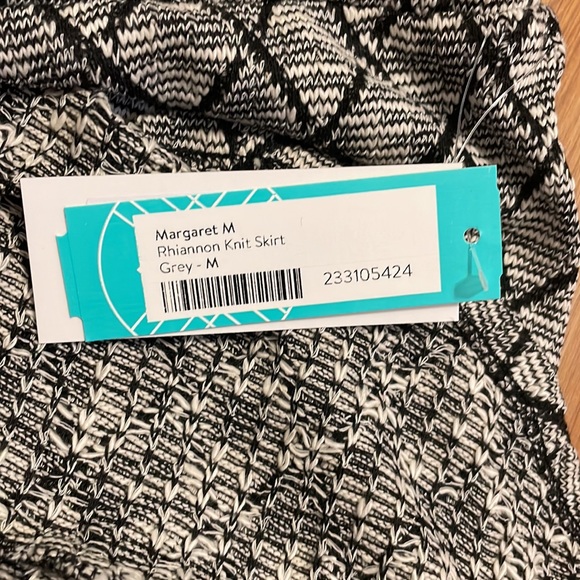 Margaret M
Rhiannon Knit Skirt
Grey - M
233105424